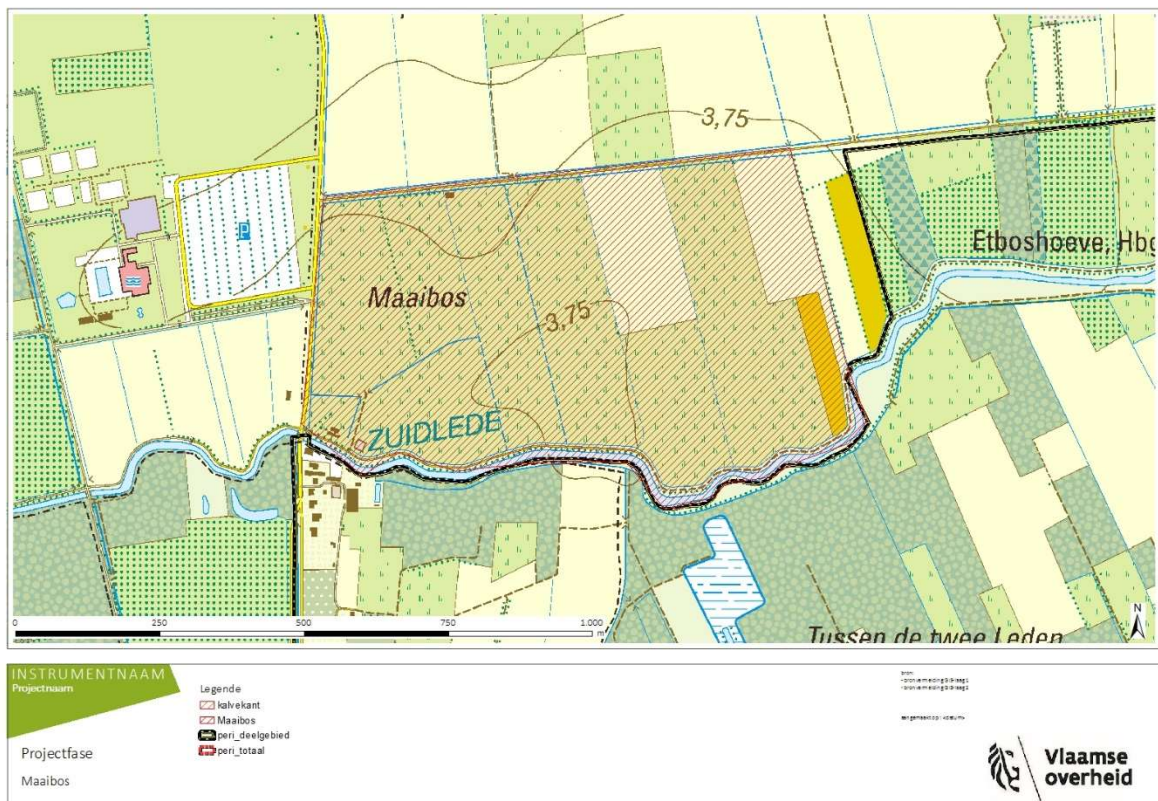 3,75
P
Etboshoeve, Hbo
Maaibos
3,75
ZUIDLEDE
0 250 500 750 1.000
m
N
Tussen de twee Leden
INSTRUMENTNAAM
Projectnaam
Legende
kalvekant
Maaibos
peri_deelgebied
peri_totaal
Projectfase
Maaibos
Vlaamse
overheid